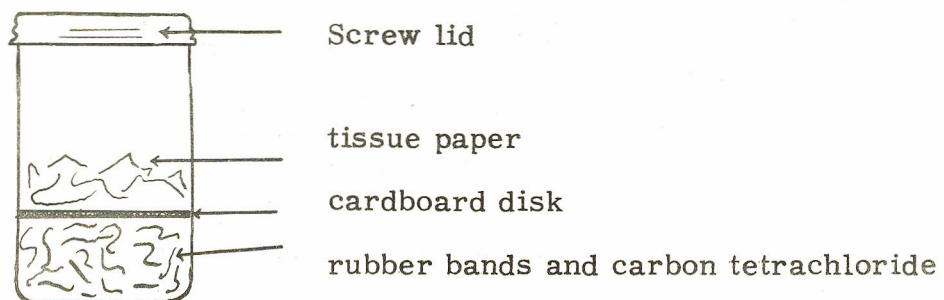 Screw lid
tissue paper
cardboard disk
rubber bands and carbon tetrachloride